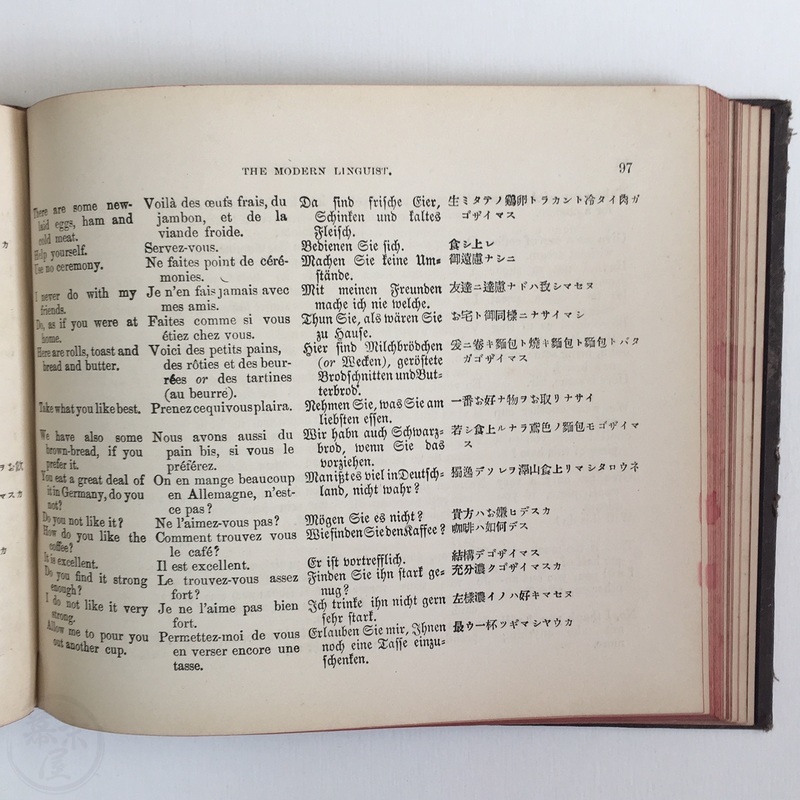 THE MODERN LINGUIST.
97
There are some new-
laid eggs, ham and
cold meat.
Help yourself.
Use no ceremony.
I never do with my
friends.
Do, as if you were at
home.
Here are rolls, toast and
bread and butter.
Take what you like best.
We have also some
brown-bread, if you
prefer it.
You eat a great deal of
it in Germany, do you
not?
Do you not like it?
How do you like the
coffee?
It is excellent.
Do you find it strong
enough?
I do not like it very
strong.
Allow me to pour you
out another cup.
Voilà des œufs frais, du
jambon, et de la
viande froide.
Servez-vous.
Ne faites point de céré-
monies.
Je n'en fais jamais avec
mes amis.
Faites comme si vous
étiez chez vous.
Voici des petits pains,
des rôties et des beur-
rées or des tartines
(au beurre).
Prenez ce qui vous plaira.
Nous avons aussi du
pain bis, si vous le
préférez.
On en mange beaucoup
en Allemagne, n'est-
ce pas?
Ne l'aimez-vous pas?
Comment trouvez vous
le café?
Il est excellent.
Le trouvez-vous assez
fort?
Je ne l'aime pas bien
fort.
Permettez-moi de vous
en verser encore une
tasse.
Da sind frische Eier,
Schinken und kaltes
Fleisch.
Bedienen Sie sich.
Machen Sie keine Um-
stände.
Mit meinen Freunden
mache ich nie welche.
Thun Sie, als wären Sie
zu Hause.
Hier sind Milchbrödchen
(or Wecken), geröstete
Brodschnitten und But-
terbrod.
Nehmen Sie, was Sie am
liebsten essen.
Wir habn auch Schwarz-
brod, wenn Sie das
vorziehen.
Man ißt es viel in Deutsch-
land, nicht wahr?
Mögen Sie es nicht?
Wie finden Sie den Kaffee?
Er ist vortrefflich.
Finden Sie ihn stark ge-
nug?
Ich trinke ihn nicht gern
sehr stark.
Erlauben Sie mir, Ihnen
noch eine Tasse einzu-
schenken.
生ミタテノ鶏卵トラカント冷タイ肉ガ
ゴザイマス
食シ上レ
御遠慮ナシニ
友達ニ遠慮ナドハ致シマセヌ
お宅ト御同様ニナサイマシ
爰ニ巻キ麺包ト焼キ麺包ト麺包トバタ
ガゴザイマス
一番お好ナ物ヲお取リナサイ
若シ食上ルナラ鳶色ノ麺包モゴザイマ
ス
獨逸デソレヲ澤山食上リマシタロウネ
貴方ハお嫌ヒデスカ
咖啡ハ如何デス
結構デゴザイマス
充分濃クゴザイマスカ
左様濃イノハ好キマセヌ
最ウ一杯ツギマシヤウカ